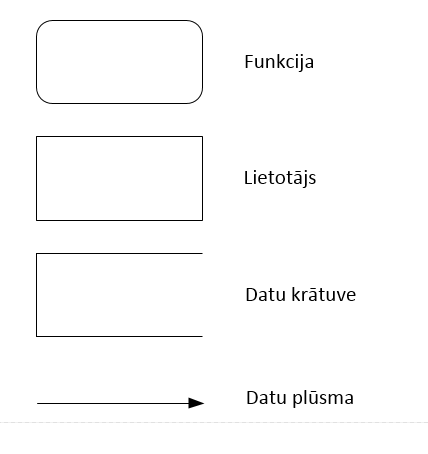 Funkcija
Lietotājs
Datu krātuve
Datu plūsma